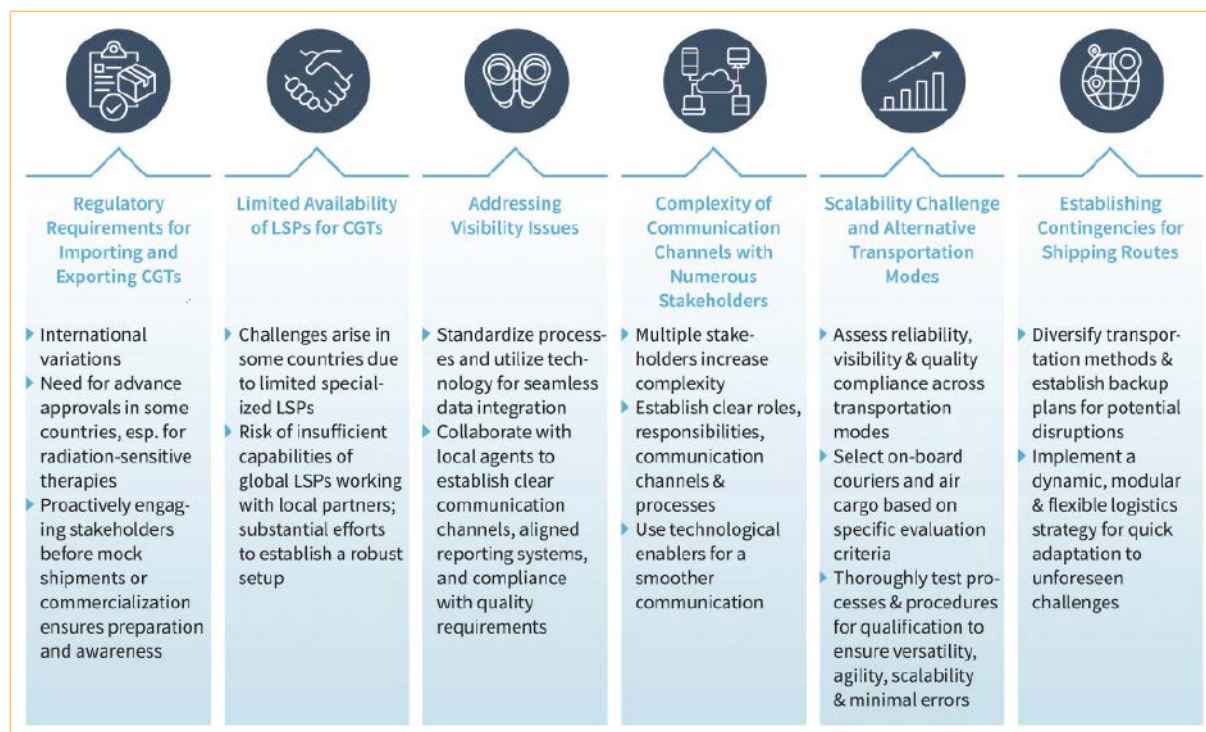 Regulatory
Requirements for
Importing and
Exporting CGTs
International
variations
Need for advance
approvals in some
countries, esp. for
radiation-sensitive
therapies
Proactively engag-
ing stakeholders
before mock
shipments or
commercialization
ensures preparation
and awareness
Limited Availability
of LSPs for CGTs
Challenges arise in
some countries due
to limited special-
ized LSPs
Risk of insufficient
capabilities of
global LSPs working
with local partners;
substantial efforts
to establish a robust
setup
Addressing
Visibility Issues
Standardize process-
es and utilize tech-
nology for seamless
data integration
Collaborate with
local agents to
establish clear
communication
channels, aligned
reporting systems,
and compliance
with quality
requirements
Complexity of
Communication
Channels with
Numerous
Stakeholders
Multiple stake-
holders increase
complexity
Establish clear roles,
responsibilities,
communication
channels &
processes
Use technological
enablers for a
smoother
communication
Scalability Challenge
and Alternative
Transportation
Modes
Assess reliability,
visibility & quality
compliance across
transportation
modes
Select on-board
couriers and air
cargo based on
specific evaluation
criteria
Thoroughly test pro-
cesses & procedures
for qualification to
ensure versatility,
agility, scalability
& minimal errors
Establishing
Contingencies for
Shipping Routes
Diversify transpor-
tation methods &
establish backup
plans for potential
disruptions
Implement a
dynamic, modular
& flexible logistics
strategy for quick
adaptation to
unforeseen
challenges